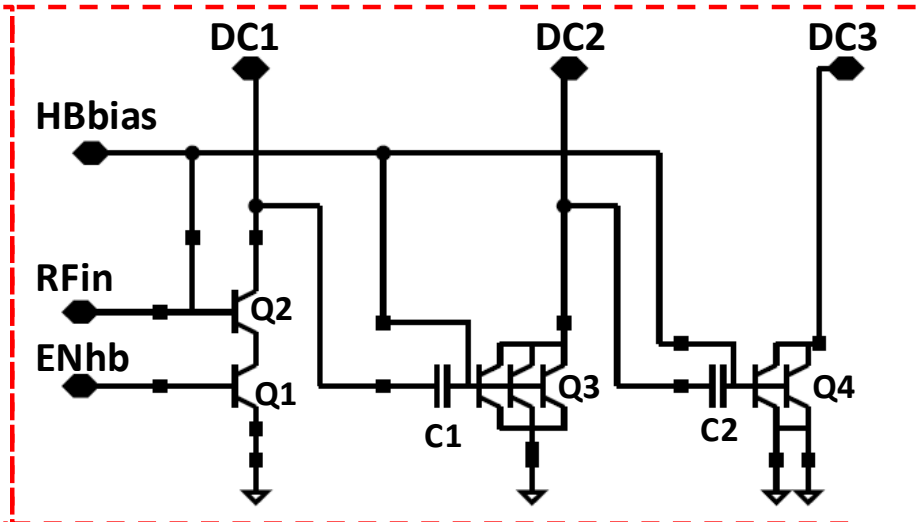 DC1
DC2
DC3
HBbias
RFin
Q2
ENhb
Q1
Q3
Q4
C1
C2